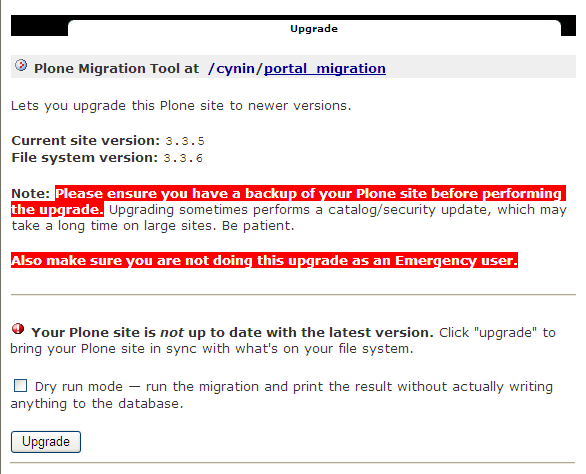 Upgrade
Plone Migration Tool at /cynin/portal_migration
Lets you upgrade this Plone site to newer versions.
Current site version: 3.3.5
File system version: 3.3.6
Note: Please ensure you have a backup of your Plone site before performing
the upgrade. Upgrading sometimes performs a catalog/security update, which may
take a long time on large sites. Be patient.
Also make sure you are not doing this upgrade as an Emergency user.
Your Plone site is not up to date with the latest version. Click "upgrade" to
bring your Plone site in sync with what's on your file system.
Dry run mode — run the migration and print the result without actually writing
anything to the database.
Upgrade